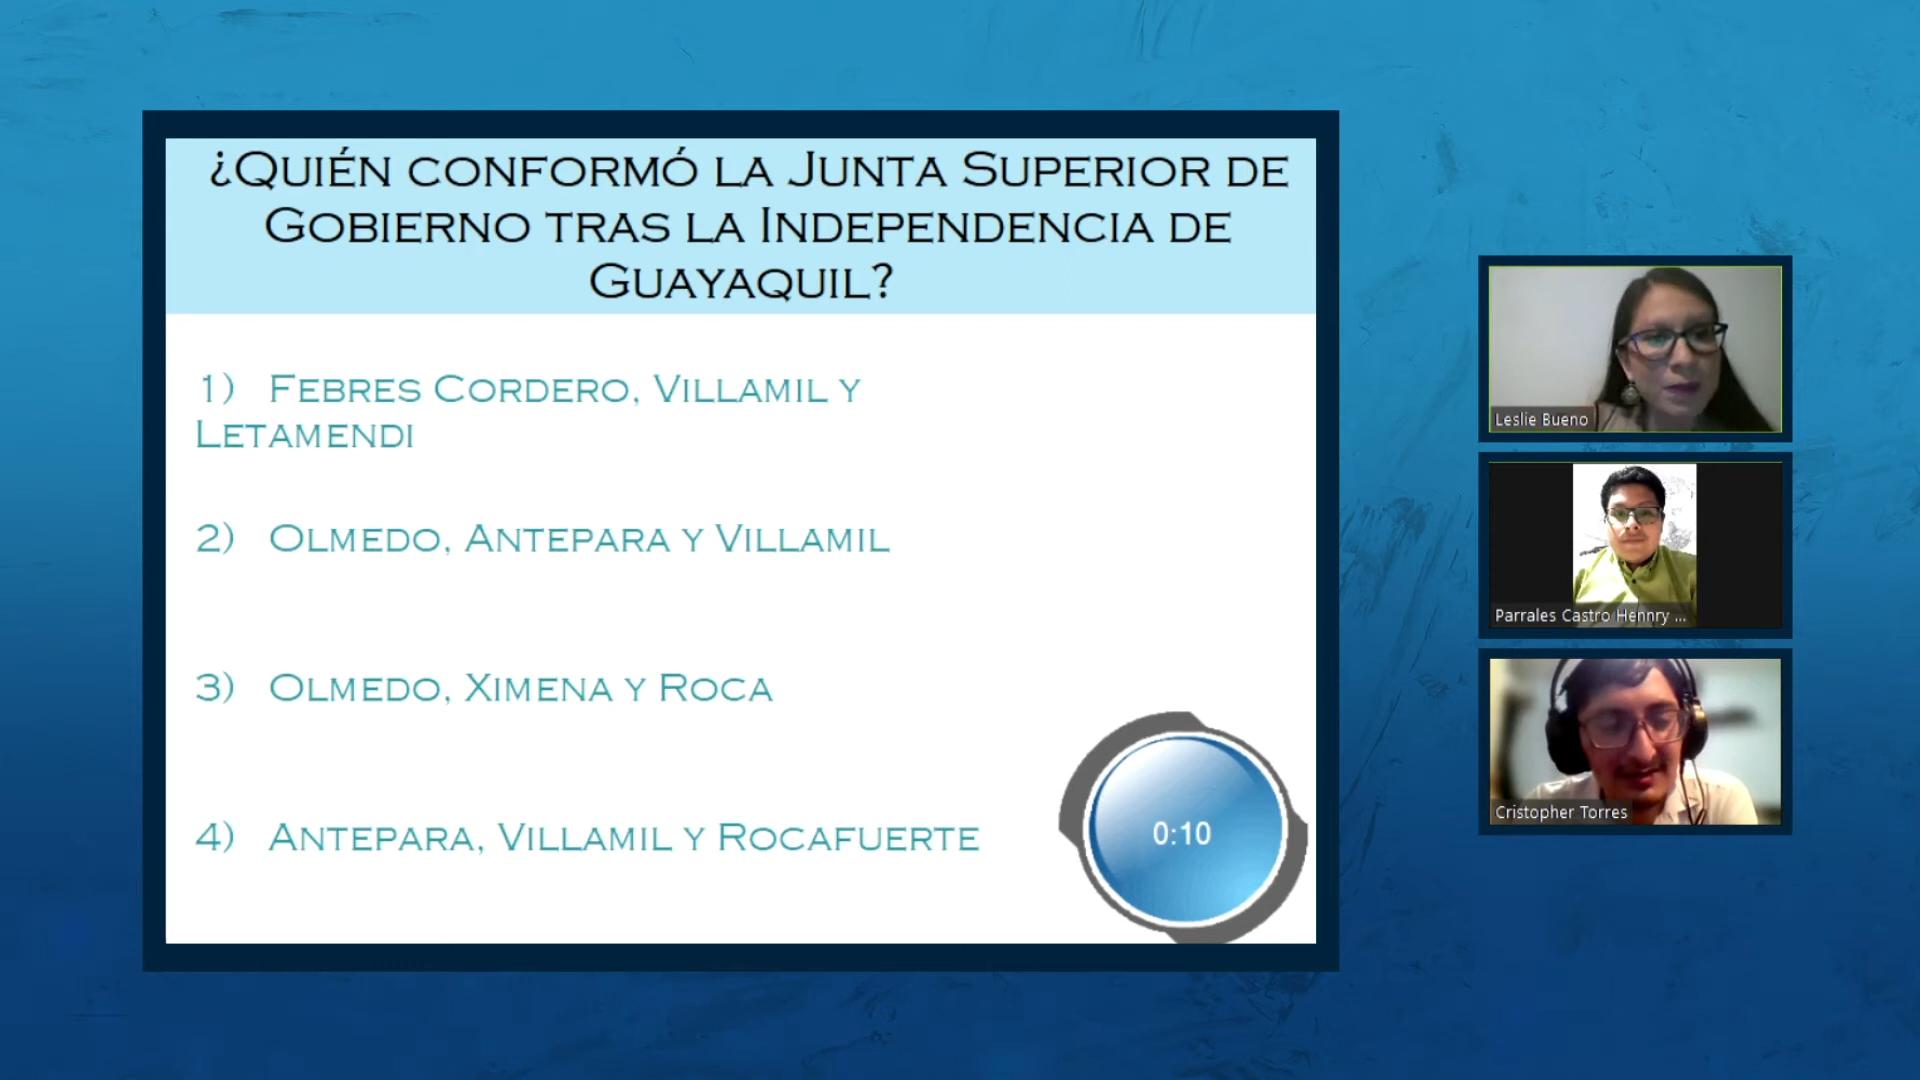 ¿Quién conformó la Junta Superior de
Gobierno tras la Independencia de
Guayaquil?
1) Febres Cordero, Villamil y
Letamendi
2) Olmedo, Antepara y Villamil
3) Olmedo, Ximena y Roca
4) Antepara, Villamil y Rocafuerte
0:10
Leslie Bueno
Parrales Castro Hennry ...
Cristopher Torres